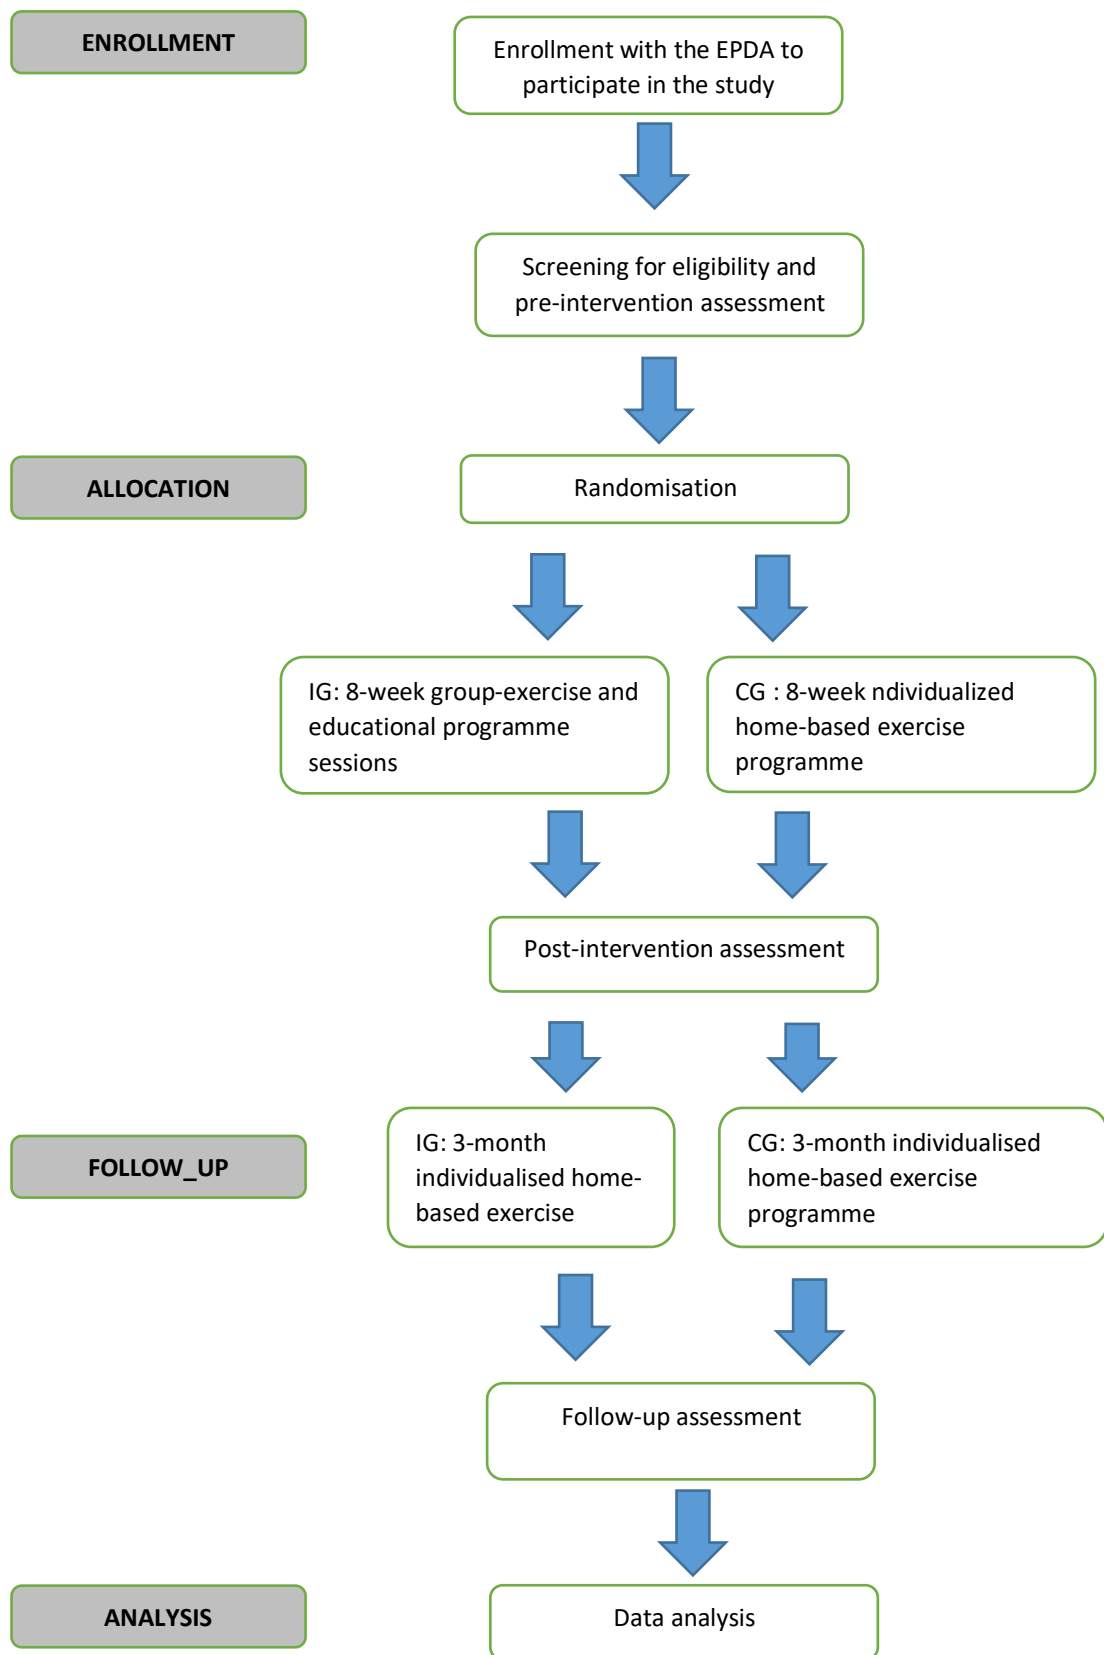 ENROLLMENT
Enrollment with the EPDA to
participate in the study
Screening for eligibility and
pre-intervention assessment
ALLOCATION
Randomisation
IG: 8-week group-exercise and
educational programme
sessions
CG : 8-week ndividualized
home-based exercise
programme
Post-intervention assessment
FOLLOW_UP
IG: 3-month
individualised home-
based exercise
CG: 3-month individualised
home-based exercise
programme
Follow-up assessment
ANALYSIS
Data analysis